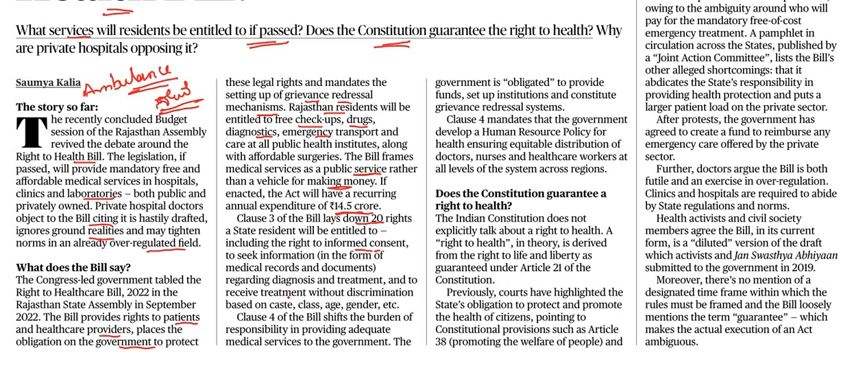 What services will residents be entitled to if passed? Does the Constitution guarantee the right to health? Why
are private hospitals opposing it?
Saumya Kalia
Ambulance
The story so far:
The recently concluded Budget
session of the Rajasthan Assembly
revived the debate around the
Right to Health Bill. The legislation, if
passed, will provide mandatory free and
affordable medical services in hospitals,
clinics and laboratories – both public and
privately owned. Private hospital doctors
object to the Bill citing it is hastily drafted,
ignores ground realities and may tighten
norms in an already over-regulated field.
What does the Bill say?
The Congress-led government tabled the
Right to Healthcare Bill, 2022 in the
Rajasthan State Assembly in September
2022. The Bill provides rights to patients
and healthcare providers, places the
obligation on the government to protect
these legal rights and mandates the
setting up of grievance redressal
mechanisms. Rajasthan residents will be
entitled to free check-ups, drugs,
diagnostics, emergency transport and
care at all public health institutes, along
with affordable surgeries. The Bill frames
medical services as a public service rather
than a vehicle for making money. If
enacted, the Act will have a recurring
annual expenditure of ₹14.5 crore.
Clause 3 of the Bill lays down 20 rights
a State resident will be entitled to –
including the right to informed consent,
to seek information (in the form of
medical records and documents)
regarding diagnosis and treatment, and to
receive treatment without discrimination
based on caste, class, age, gender, etc.
Clause 4 of the Bill shifts the burden of
responsibility in providing adequate
medical services to the government. The
government is “obligated” to provide
funds, set up institutions and constitute
grievance redressal systems.
Clause 4 mandates that the government
develop a Human Resource Policy for
health ensuring equitable distribution of
doctors, nurses and healthcare workers at
all levels of the system across regions.
Does the Constitution guarantee a
right to health?
The Indian Constitution does not
explicitly talk about a right to health. A
“right to health”, in theory, is derived
from the right to life and liberty as
guaranteed under Article 21 of the
Constitution.
Previously, courts have highlighted the
State’s obligation to protect and promote
the health of citizens, pointing to
Constitutional provisions such as Article
38 (promoting the welfare of people) and
owing to the ambiguity around who will
pay for the mandatory free-of-cost
emergency treatment. A pamphlet in
circulation across the States, published by
a “Joint Action Committee”, lists the Bill’s
other alleged shortcomings: that it
abdicates the State’s responsibility in
providing health protection and puts a
larger patient load on the private sector.
After protests, the government has
agreed to create a fund to reimburse any
emergency care offered by the private
sector.
Further, doctors argue the Bill is both
futile and an exercise in over-regulation.
Clinics and hospitals are required to abide
by State regulations and norms.
Health activists and civil society
members agree the Bill, in its current
form, is a “diluted” version of the draft
which activists and Jan Swasthya Abhiyaan
submitted to the government in 2019.
Moreover, there’s no mention of a
designated time frame within which the
rules must be framed and the Bill loosely
mentions the term “guarantee” – which
makes the actual execution of an Act
ambiguous.